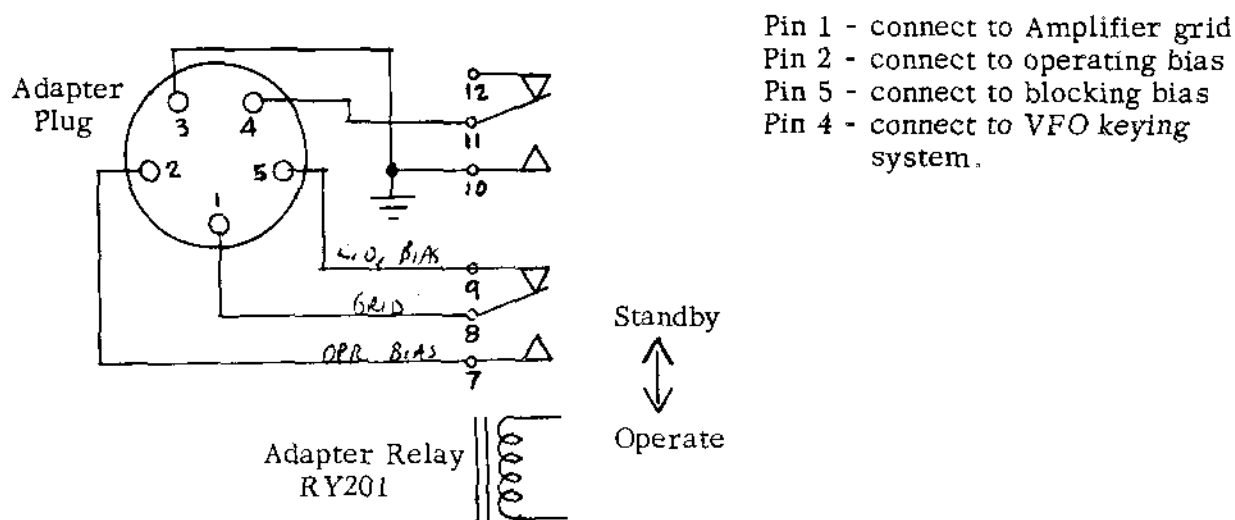 Pin 1 - connect to Amplifier grid
Pin 2 - connect to operating bias
Pin 5 - connect to blocking bias
Pin 4 - connect to VFO keying
system.
Adapter
Plug
3
4
2
5
1
12
11
10
BIAS
9
GRID
8
OPR BIAS
7
Standby
Operate
Adapter Relay
RY201